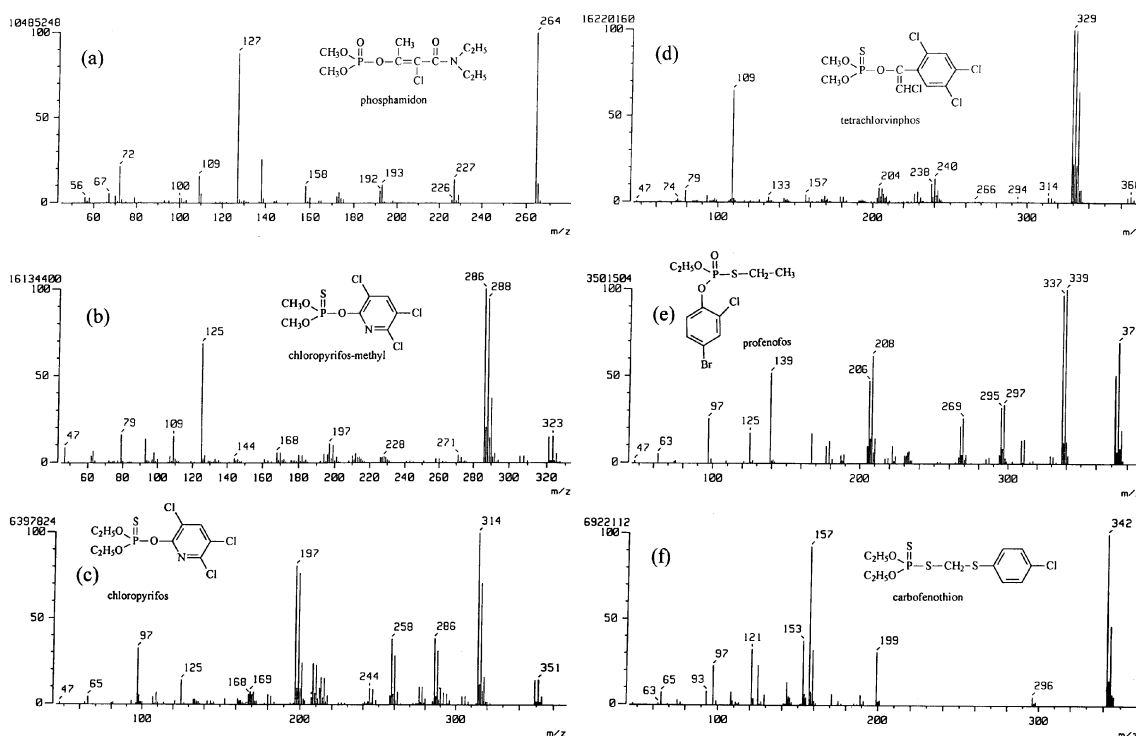 10485248
100
50
0
(a)
56
67
72
100
109
127
158
192
193
226
227
264
CH3O
CH3O
O
P
O
CH3
C
C
Cl
O
C
N
C2H5
C2H5
phosphamidon
60 80 100 120 140 160 180 200 220 240 260
m/z
16220160
100
50
0
(d)
47
74
79
109
133
157
204
238
240
266
294
314
329
CH3O
CH3O
S
P
O
C
CHCl
Cl
Cl
Cl
tetrachlorvinphos
100 200 300
m/z
16134400
100
50
0
(b)
47
79
109
125
144
168
197
228
271
286
288
323
CH3O
CH3O
S
P
O
N
Cl
Cl
Cl
chloropyrifos-methyl
60 80 100 120 140 160 180 200 220 240 260 280 300 320
m/z
3501504
100
50
0
(e)
47
63
97
125
139
206
208
269
295
297
337
339
37
C2H5O
O
P
S
CH2
CH3
O
Cl
Br
profenofos
100 200 300
m/z
6397824
100
50
0
(c)
47
65
97
125
168
169
197
244
258
286
314
351
C2H5O
C2H5O
S
P
O
N
Cl
Cl
Cl
chloropyrifos
100 200 300
m/z
6922112
100
50
0
(f)
63
65
93
97
121
153
157
199
296
342
C2H5O
C2H5O
S
P
S
CH2
S
Cl
carbofenothion
100 200 300
m/z